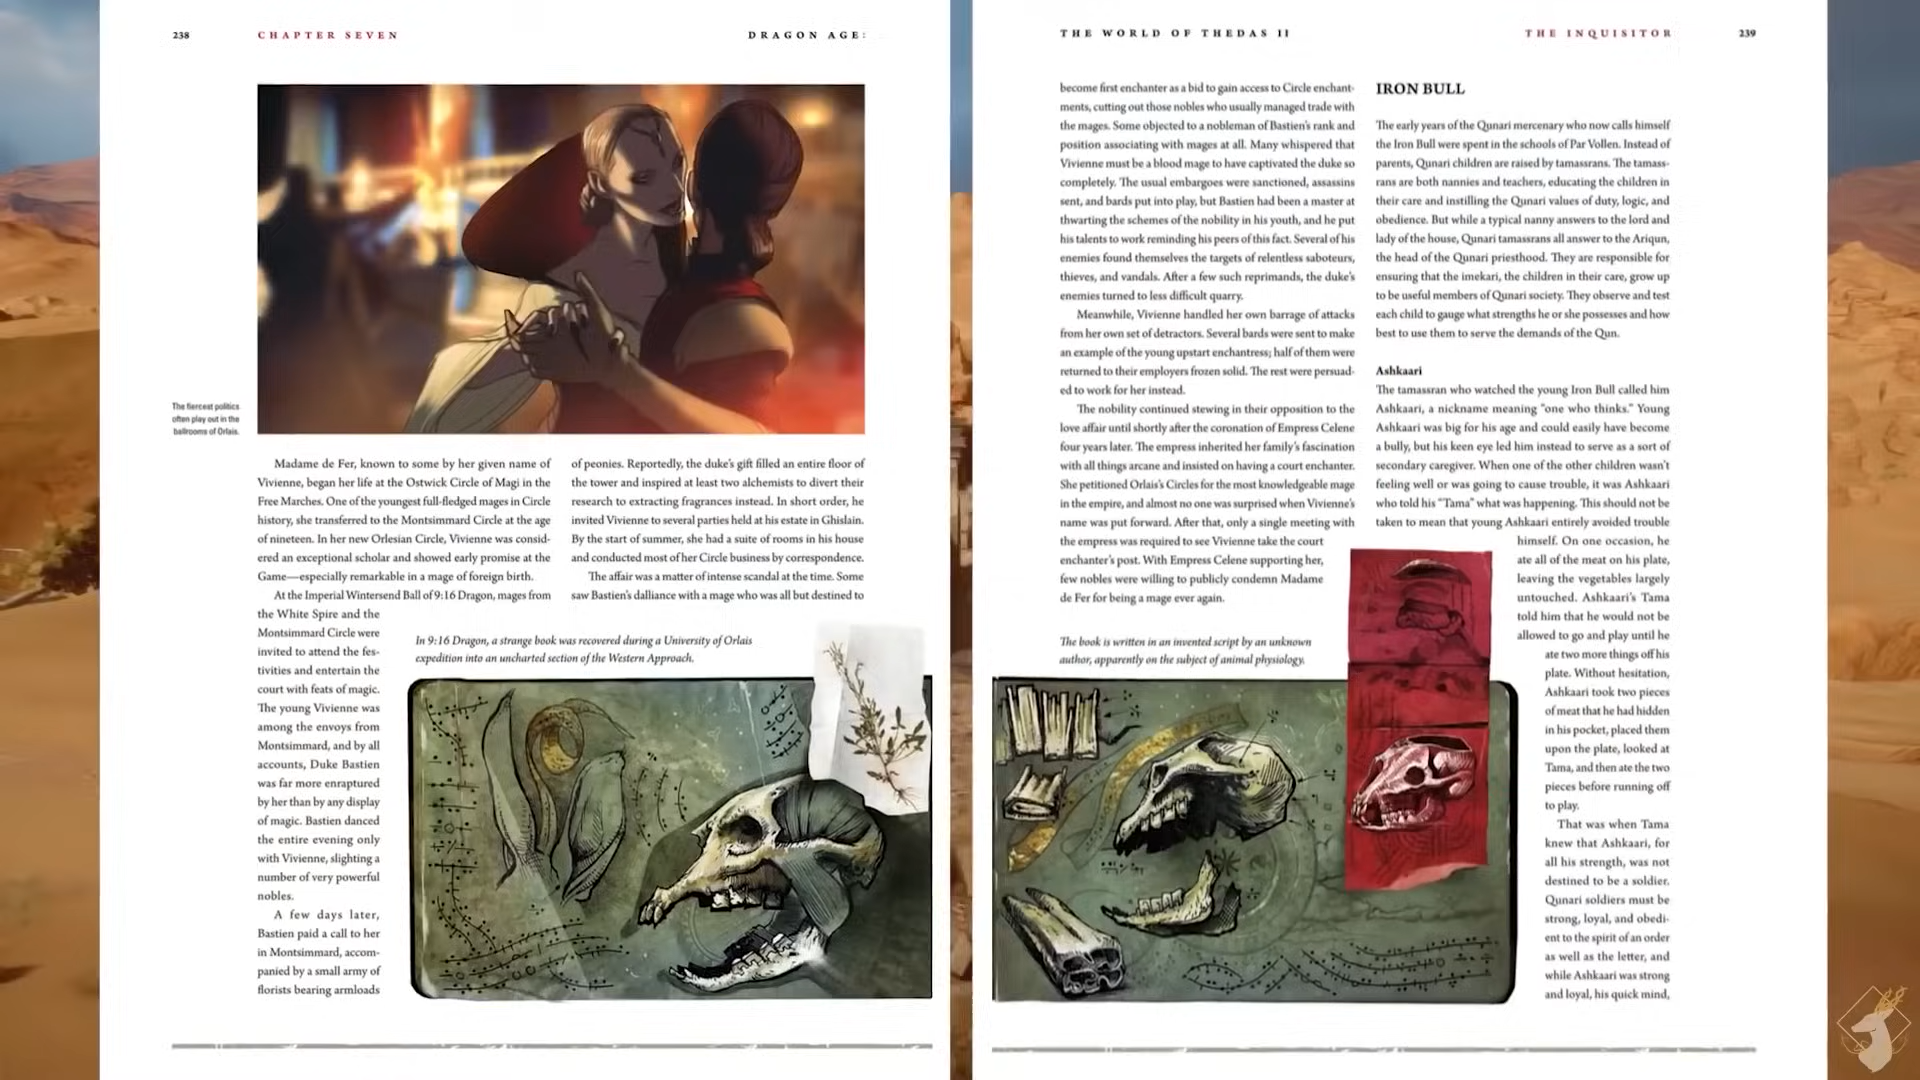 238
CHAPTER SEVEN
DRAGON AGE:
The fiercest politics
often play out in the
ballrooms of Orlais.
Madame de Fer, known to some by her given name of
Vivienne, began her life at the Ostwick Circle of Magi in the
Free Marches. One of the youngest full-fledged mages in Circle
history, she transferred to the Montsimmard Circle at the age
of nineteen. In her new Orlesian Circle, Vivienne was consid-
ered an exceptional scholar and showed early promise at the
Game—especially remarkable in a mage of foreign birth.
At the Imperial Wintersend Ball of 9:16 Dragon, mages from
the White Spire and the
Montsimmard Circle were
invited to attend the fes-
tivities and entertain the
court with feats of magic.
The young Vivienne was
among the envoys from
Montsimmard, and by all
accounts, Duke Bastien
was far more enraptured
by her than by any display
of magic. Bastien danced
the entire evening only
with Vivienne, slighting a
number of very powerful
nobles.
A few days later,
Bastien paid a call to her
in Montsimmard, accom-
panied by a small army of
florists bearing armloads
of peonies. Reportedly, the duke's gift filled an entire floor of
the tower and inspired at least two alchemists to divert their
research to extracting fragrances instead. In short order, he
invited Vivienne to several parties held at his estate in Ghislain.
By the start of summer, she had a suite of rooms in his house
and conducted most of her Circle business by correspondence.
The affair was a matter of intense scandal at the time. Some
saw Bastien's dalliance with a mage who was all but destined to
In 9:16 Dragon, a strange book was recovered during a University of Orlais
expedition into an uncharted section of the Western Approach.
THE WORLD OF THEDAS II
THE INQUISITOR
239
become first enchanter as a bid to gain access to Circle enchant-
ments, cutting out those nobles who usually managed trade with
the mages. Some objected to a nobleman of Bastien's rank and
position associating with mages at all. Many whispered that
Vivienne must be a blood mage to have captivated the duke so
completely. The usual embargoes were sanctioned, assassins
sent, and bards put into play, but Bastien had been a master at
thwarting the schemes of the nobility in his youth, and he put
his talents to work reminding his peers of this fact. Several of his
enemies found themselves the targets of relentless saboteurs,
thieves, and vandals. After a few such reprimands, the duke's
enemies turned to less difficult quarry.
Meanwhile, Vivienne handled her own barrage of attacks
from her own set of detractors. Several bards were sent to make
an example of the young upstart enchantress; half of them were
returned to their employers frozen solid. The rest were persuad-
ed to work for her instead.
The nobility continued stewing in their opposition to the
love affair until shortly after the coronation of Empress Celene
four years later. The empress inherited her family's fascination
with all things arcane and insisted on having a court enchanter.
She petitioned Orlais's Circles for the most knowledgeable mage
in the empire, and almost no one was surprised when Vivienne's
name was put forward. After that, only a single meeting with
the empress was required to see Vivienne take the court
enchanter's post. With Empress Celene supporting her,
few nobles were willing to publicly condemn Madame
de Fer for being a mage ever again.
The book is written in an invented script by an unknown
author, apparently on the subject of animal physiology.
IRON BULL
The early years of the Qunari mercenary who now calls himself
the Iron Bull were spent in the schools of Par Vollen. Instead of
parents, Qunari children are raised by tamassrans. The tamass-
rans are both nannies and teachers, educating the children in
their care and instilling the Qunari values of duty, logic, and
obedience. But while a typical nanny answers to the lord and
lady of the house, Qunari tamassrans all answer to the Ariqun,
the head of the Qunari priesthood. They are responsible for
ensuring that the imekari, the children in their care, grow up
to be useful members of Qunari society. They observe and test
each child to gauge what strengths he or she possesses and how
best to use them to serve the demands of the Qun.
Ashkaari
The tamassran who watched the young Iron Bull called him
Ashkaari, a nickname meaning "one who thinks." Young
Ashkaari was big for his age and could easily have become
a bully, but his keen eye led him instead to serve as a sort of
secondary caregiver. When one of the other children wasn't
feeling well or was going to cause trouble, it was Ashkaari
who told his "Tama" what was happening. This should not be
taken to mean that young Ashkaari entirely avoided trouble
himself. On one occasion, he
ate all of the meat on his plate,
leaving the vegetables largely
untouched. Ashkaari's Tama
told him that he would not be
allowed to go and play until he
ate two more things off his
plate. Without hesitation,
Ashkaari took two pieces
of meat that he had hidden
in his pocket, placed them
upon the plate, looked at
Tama, and then ate the two
pieces before running off
to play.
That was when Tama
knew that Ashkaari, for
all his strength, was not
destined to be a soldier.
Qunari soldiers must be
strong, loyal, and obedi-
ent to the spirit of an order
as well as the letter, and
while Ashkaari was strong
and loyal, his quick mind,